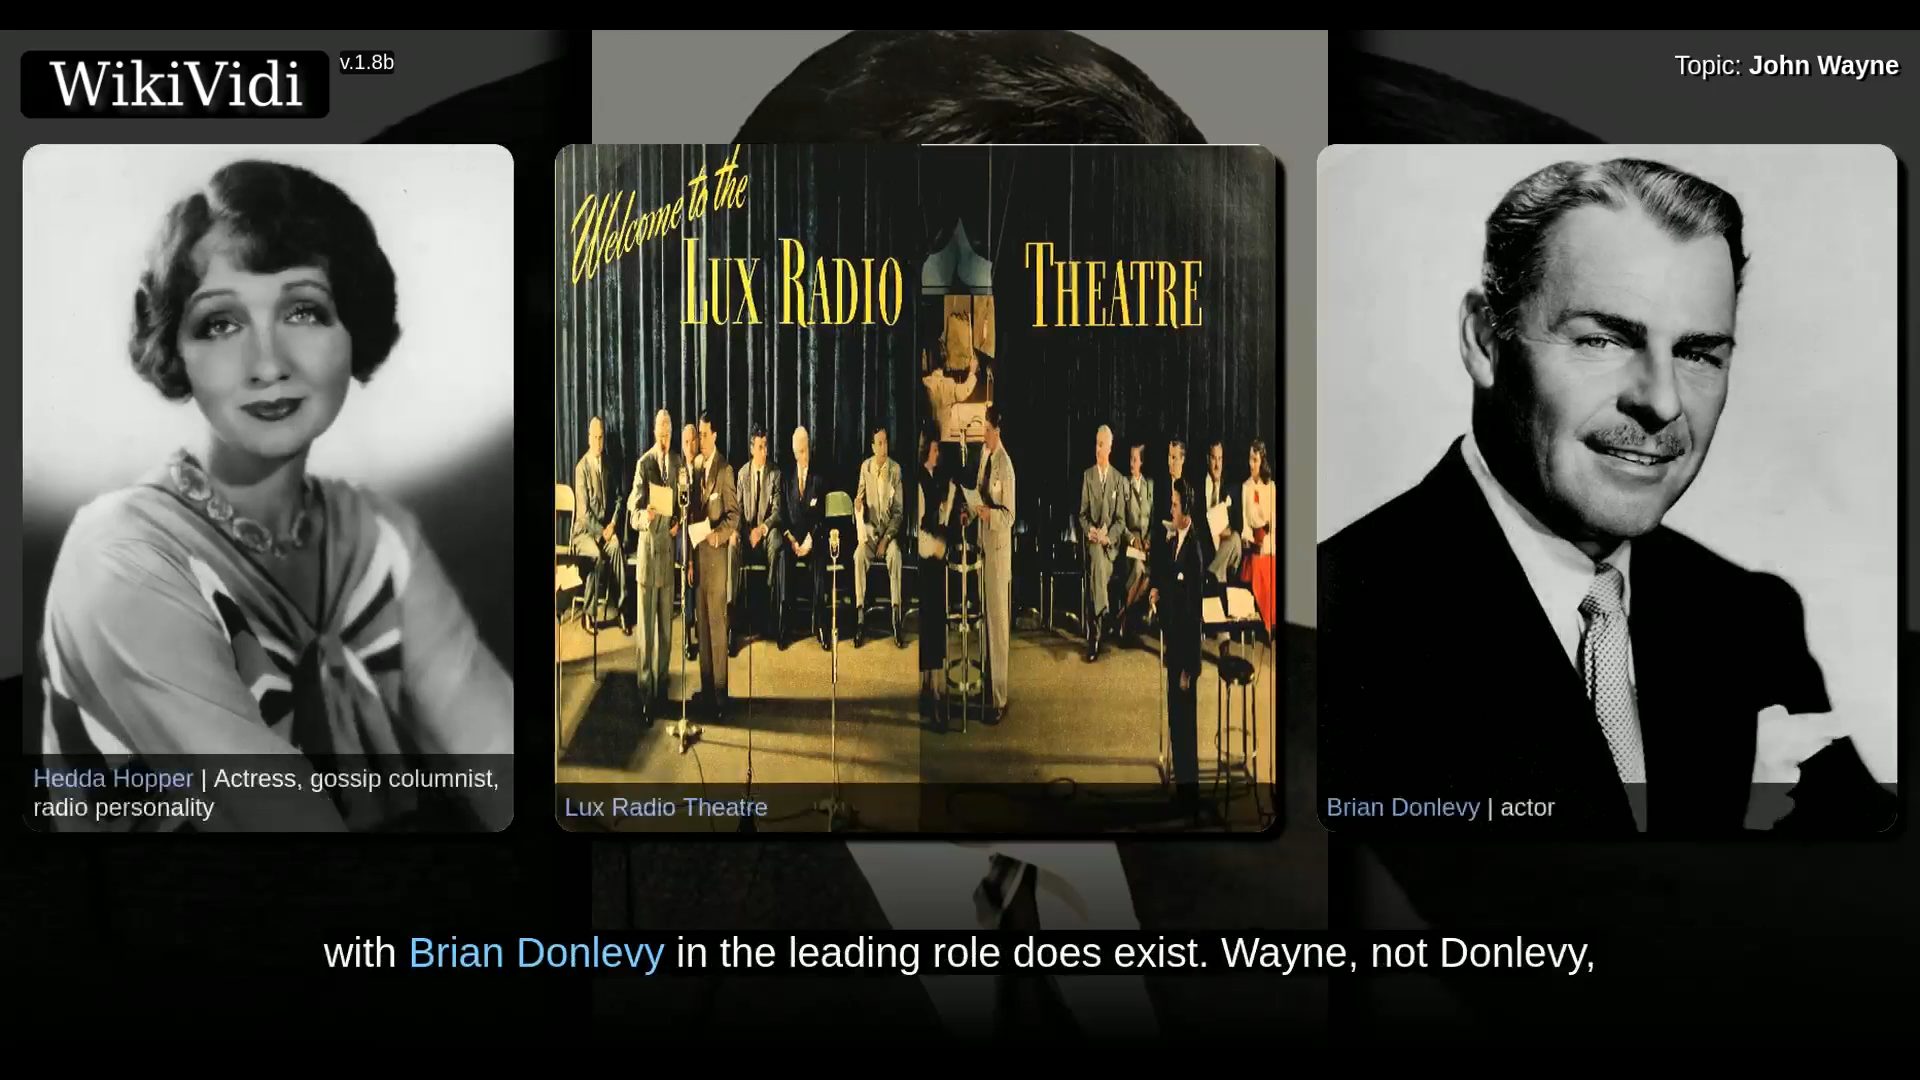 WikiVidi
v.1.8b
Topic: John Wayne
Welcome to the
LUX RADIO THEATRE
Hedda Hopper | Actress, gossip columnist,
radio personality
Lux Radio Theatre
Brian Donlevy | actor
with Brian Donlevy in the leading role does exist. Wayne, not Donlevy,